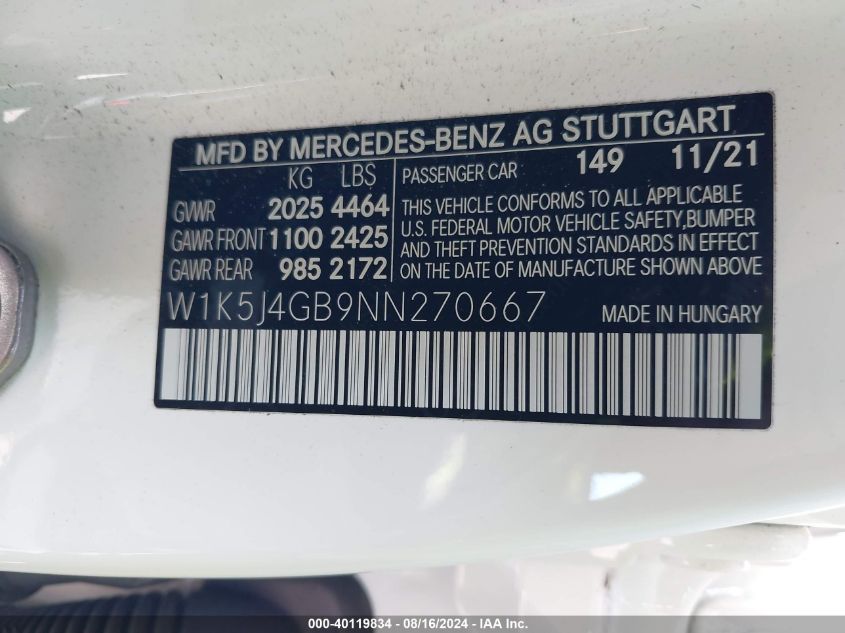 MFD BY MERCEDES-BENZ AG STUTTGART
KG LBS
GVWR 2025 4464
GAWR FRONT 1100 2425
GAWR REAR 985 2172
PASSENGER CAR 149 11/21
THIS VEHICLE CONFORMS TO ALL APPLICABLE
U.S. FEDERAL MOTOR VEHICLE SAFETY,BUMPER
AND THEFT PREVENTION STANDARDS IN EFFECT
ON THE DATE OF MANUFACTURE SHOWN ABOVE
W1K5J4GB9NN270667
MADE IN HUNGARY
000-40119834 - 08/16/2024 - IAA Inc.